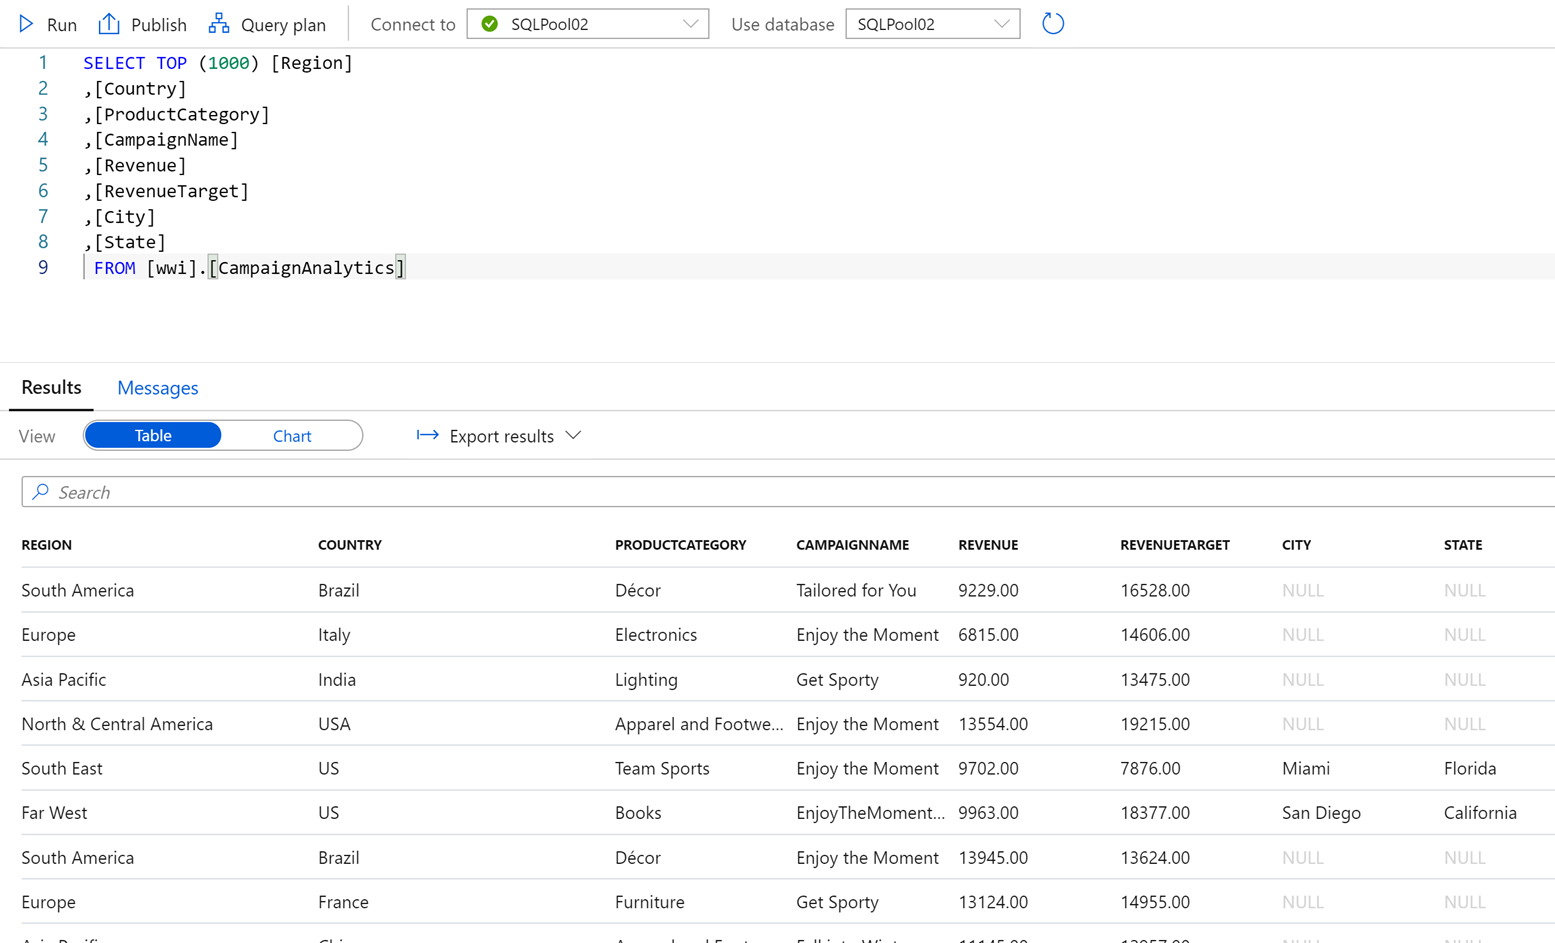 Run Publish Query plan Connect to SQLPool02 Use database SQLPool02
1 SELECT TOP (1000) [Region]
2 ,[Country]
3 ,[ProductCategory]
4 ,[CampaignName]
5 ,[Revenue]
6 ,[RevenueTarget]
7 ,[City]
8 ,[State]
9 FROM [wwi].[CampaignAnalytics]
Results Messages
View Table Chart Export results
Search
REGION COUNTRY PRODUCTCATEGORY CAMPAIGNNAME REVENUE REVENUETARGET CITY STATE
South America Brazil Décor Tailored for You 9229.00 16528.00 NULL NULL
Europe Italy Electronics Enjoy the Moment 6815.00 14606.00 NULL NULL
Asia Pacific India Lighting Get Sporty 920.00 13475.00 NULL NULL
North & Central America USA Apparel and Footwe... Enjoy the Moment 13554.00 19215.00 NULL NULL
South East US Team Sports Enjoy the Moment 9702.00 7876.00 Miami Florida
Far West US Books EnjoyTheMoment... 9963.00 18377.00 San Diego California
South America Brazil Décor Enjoy the Moment 13945.00 13624.00 NULL NULL
Europe France Furniture Get Sporty 13124.00 14955.00 NULL NULL